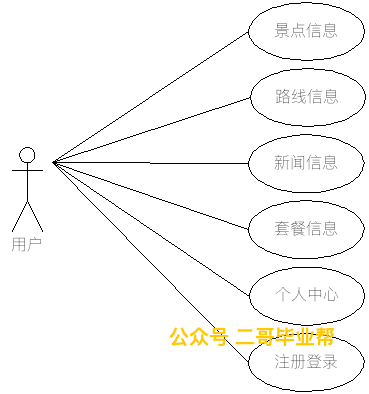 景点信息
路线信息
新闻信息
用户
套餐信息
个人中心
公众号 二哥毕业帮
注册登录